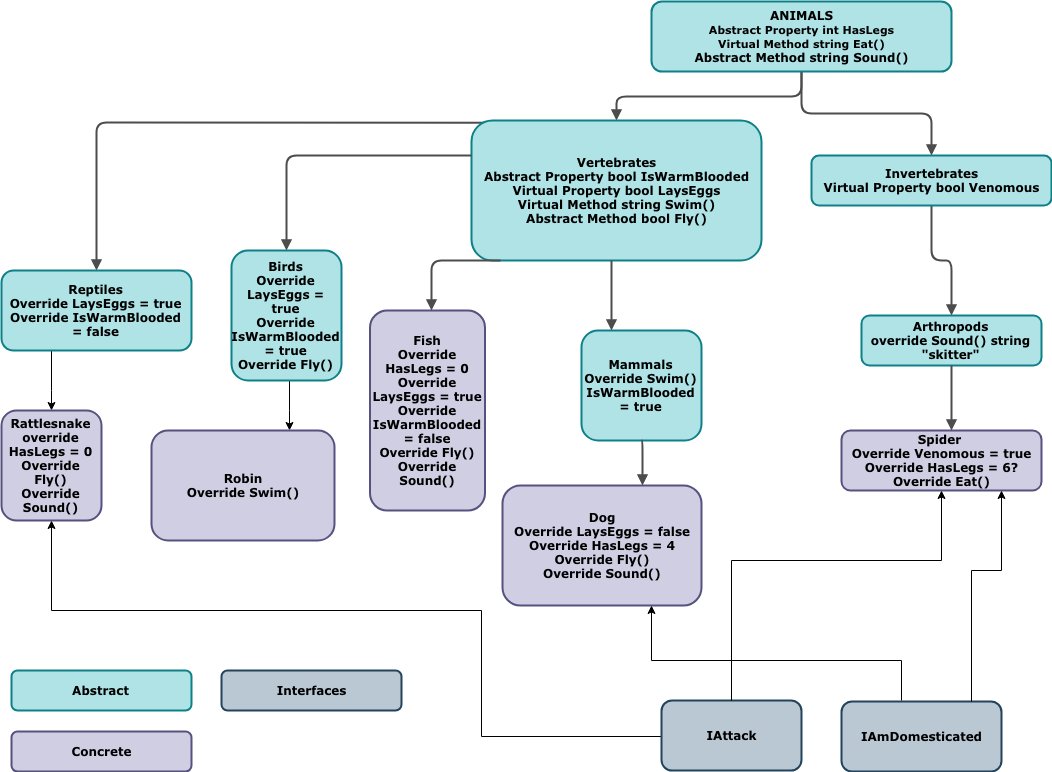 ANIMALS
Abstract Property int HasLegs
Virtual Method string Eat()
Abstract Method string Sound()
Vertebrates
Abstract Property bool IsWarmBlooded
Virtual Property bool LaysEggs
Virtual Method string Swim()
Abstract Method bool Fly()
Invertebrates
Virtual Property bool Venomous
Reptiles
Override LaysEggs = true
Override IsWarmBlooded
= false
Birds
Override
LaysEggs =
true
Override
IsWarmBlooded
= true
Override Fly()
Fish
Override
HasLegs = 0
Override
LaysEggs = true
Override
IsWarmBlooded
= false
Override Fly()
Override
Sound()
Mammals
Override Swim()
IsWarmBlooded
= true
Arthropods
override Sound() string
"skitter"
Rattlesnake
override
HasLegs = 0
Override
Fly()
Override
Sound()
Robin
Override Swim()
Dog
Override LaysEggs = false
Override HasLegs = 4
Override Fly()
Override Sound()
Spider
Override Venomous = true
Override HasLegs = 6?
Override Eat()
Abstract
Interfaces
Concrete
IAttack
IAmDomesticated